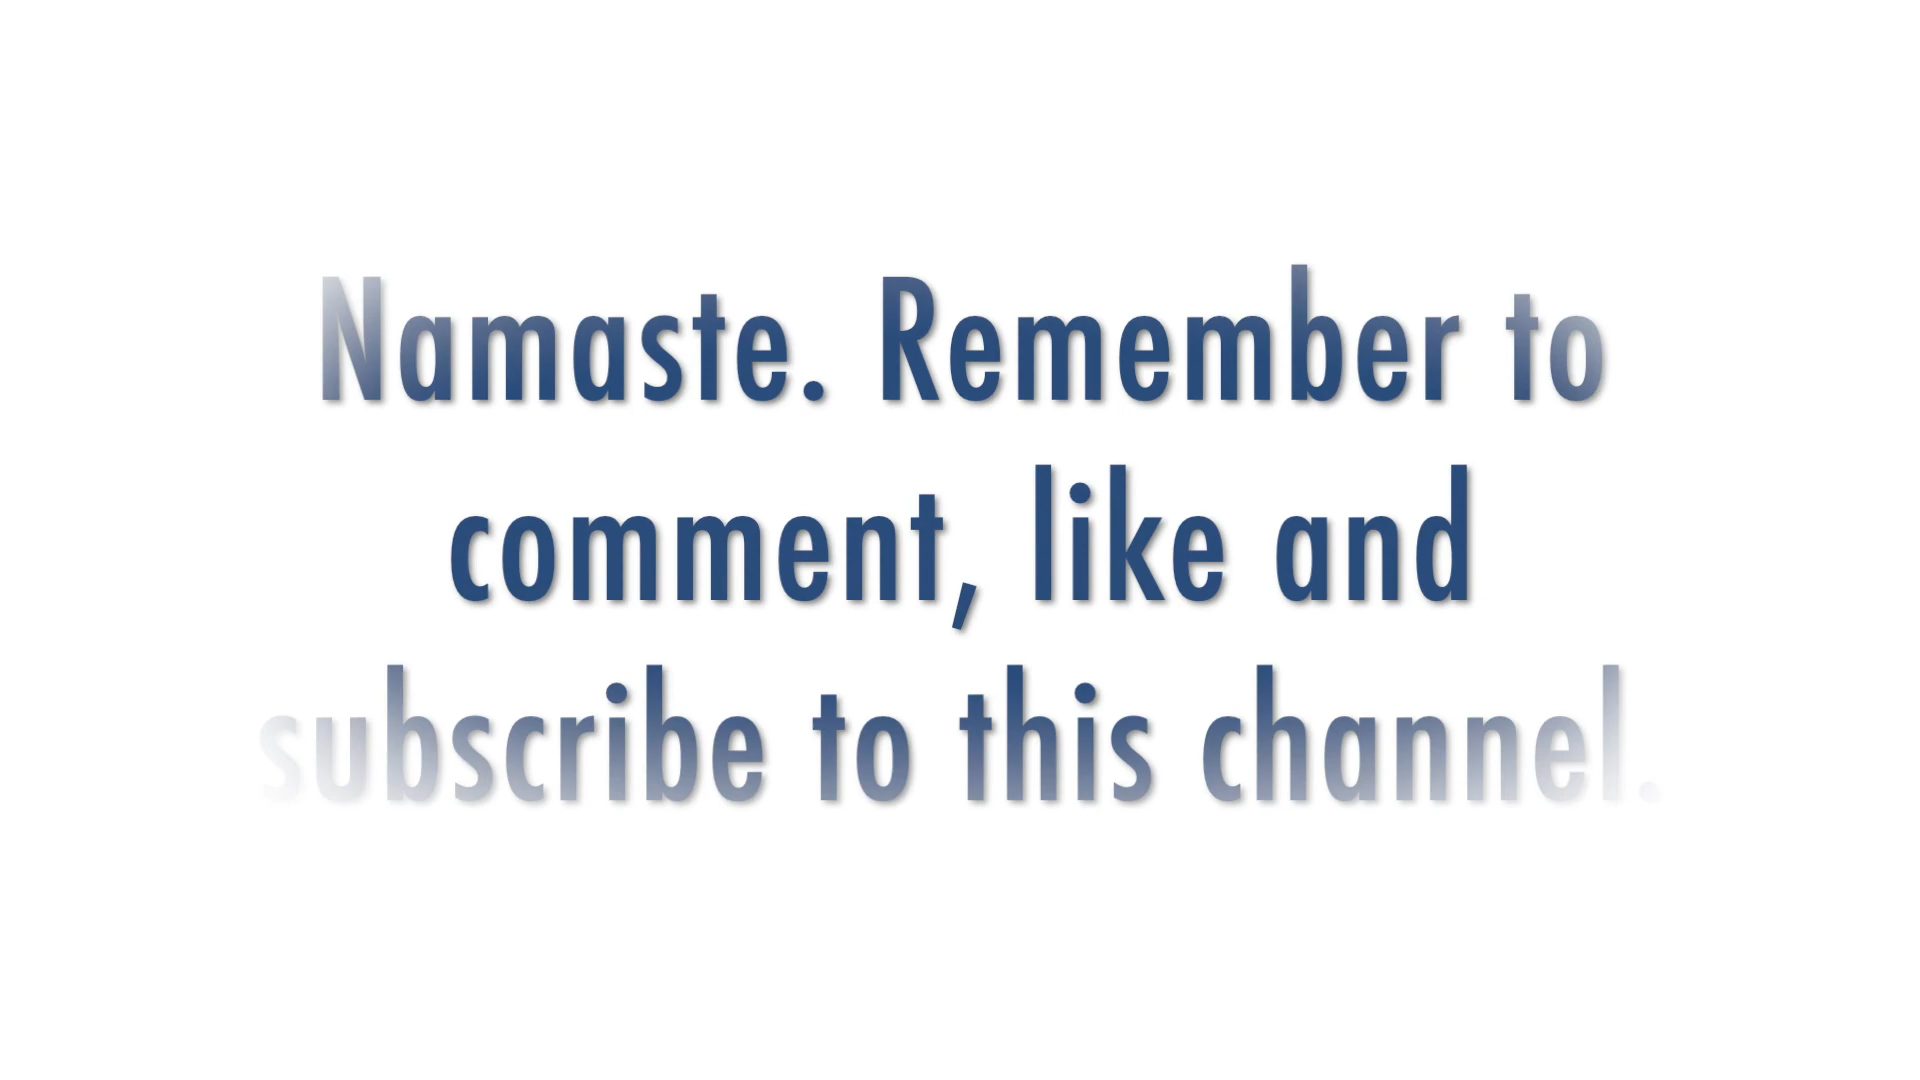 Namaste. Remember to
comment, like and
subscribe to this channel.